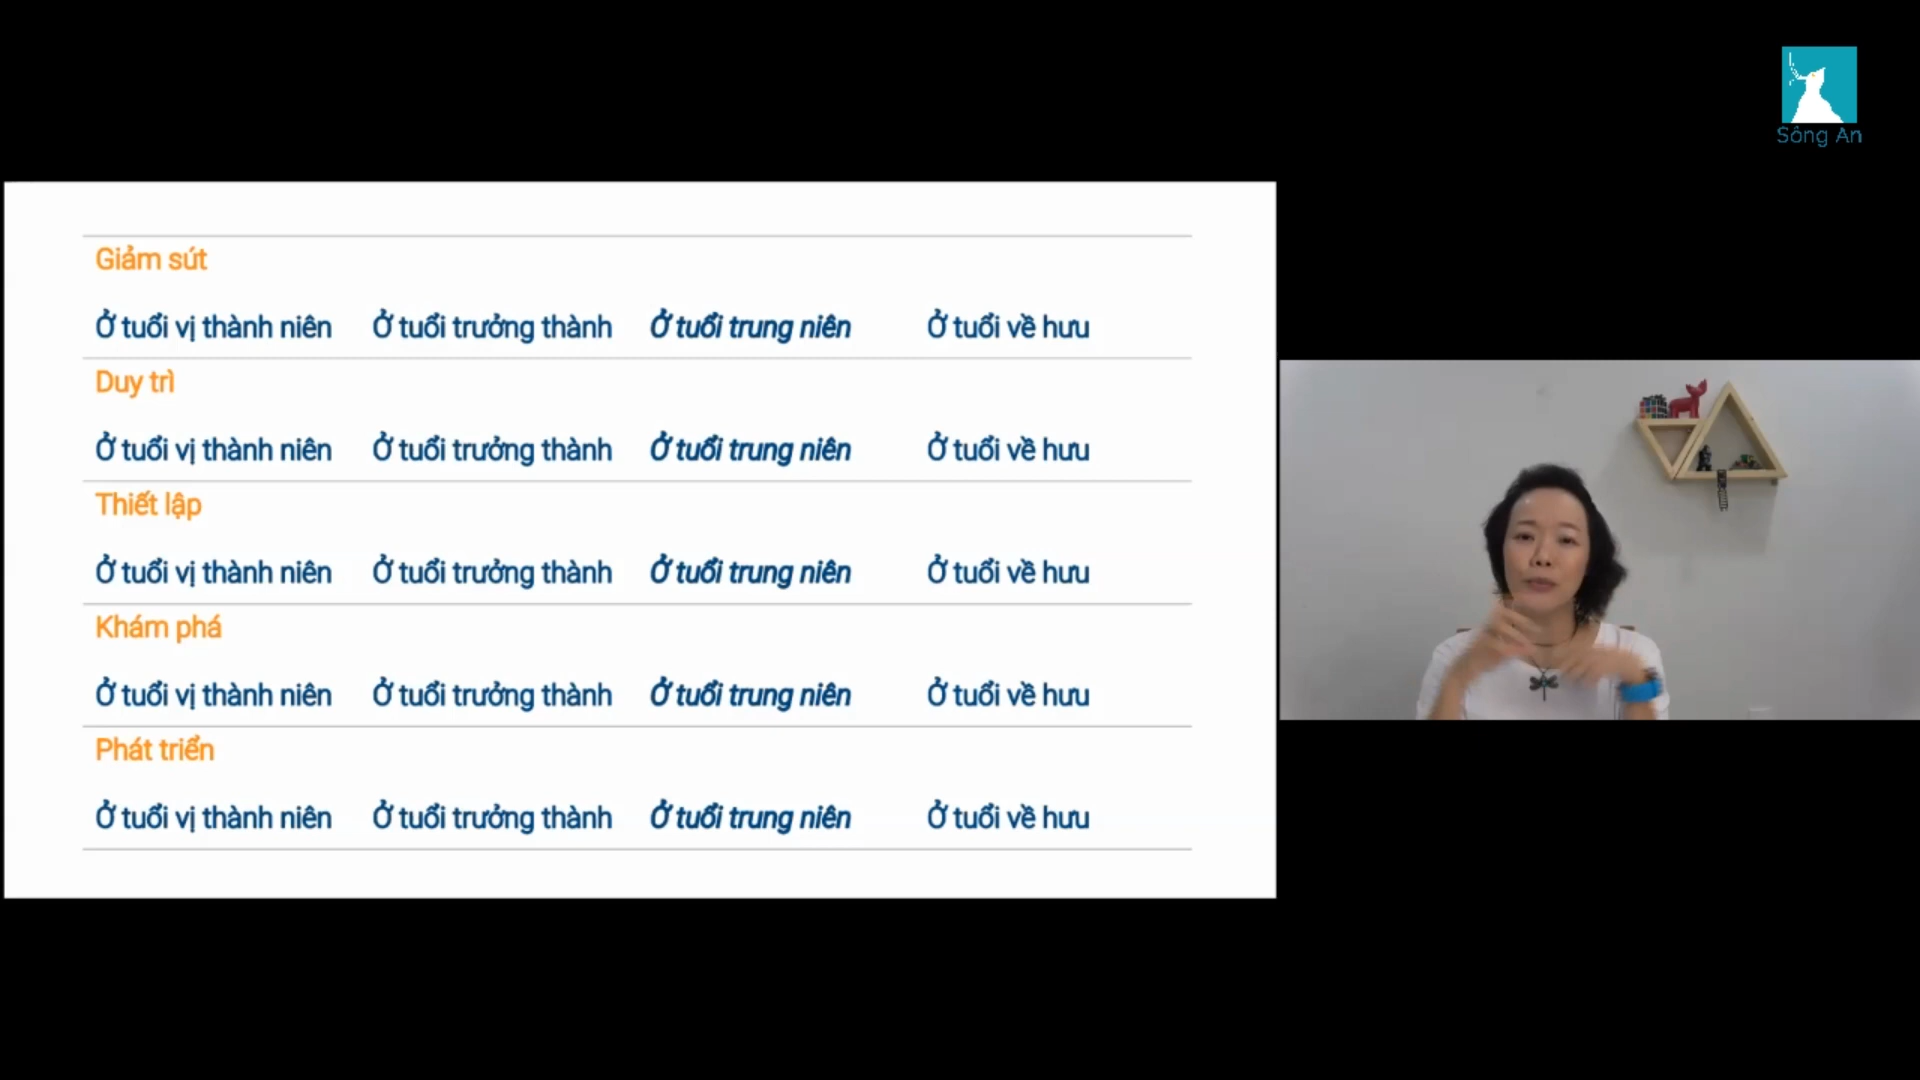 Sông An
Giảm sút
Ở tuổi vị thành niên Ở tuổi trưởng thành Ở tuổi trung niên Ở tuổi về hưu
Duy trì
Ở tuổi vị thành niên Ở tuổi trưởng thành Ở tuổi trung niên Ở tuổi về hưu
Thiết lập
Ở tuổi vị thành niên Ở tuổi trưởng thành Ở tuổi trung niên Ở tuổi về hưu
Khám phá
Ở tuổi vị thành niên Ở tuổi trưởng thành Ở tuổi trung niên Ở tuổi về hưu
Phát triển
Ở tuổi vị thành niên Ở tuổi trưởng thành Ở tuổi trung niên Ở tuổi về hưu